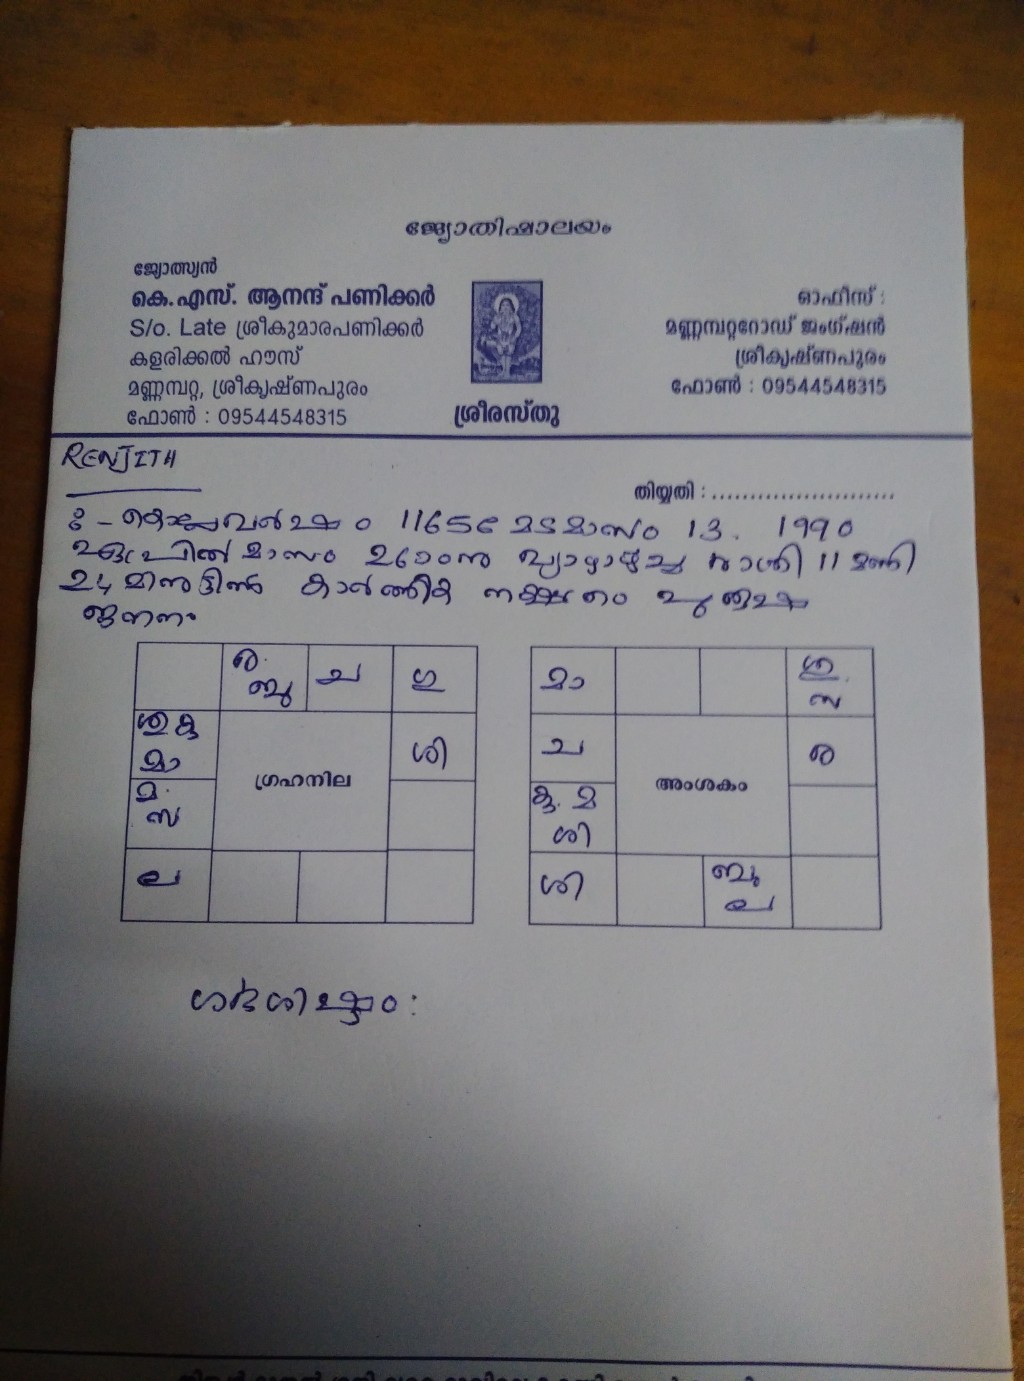 ജ്യോതിഷാലയം
ജ്യോത്സ്യൻ
കെ.എസ്. ആനന്ദ് പണിക്കർ
S/o. Late ശ്രീകുമാരപണിക്കർ
കളരിക്കൽ ഹൗസ്
മണ്ണമ്പറ്റ, ശ്രീകൃഷ്ണപുരം
ഫോൺ : 09544548315
ശ്രീരസ്തു
ഓഫീസ് :
മണ്ണമ്പറ്ററോഡ് ജംഗ്ഷൻ
ശ്രീകൃഷ്ണപുരം
ഫോൺ : 09544548315
RENJITH
തിയ്യതി : ........................
കൊല്ലവർഷം 1165 മേടമാസം 13. 1990
ഏപ്രിൽ മാസം 26 വ്യാഴാഴ്ച രാത്രി 11 മണി
24 മിനുട്ടിൽ കാർത്തിക നക്ഷത്രം പുരുഷ
ജനനം
ര. ബു
ച
ഗു
ശു കു
മാ
ശി
ഗ്രഹനില
മ.
സ
ല
മാ
ഗു.
സ
ച
ര
അംശകം
കു. മ
ശി
ശി
ബു
ല